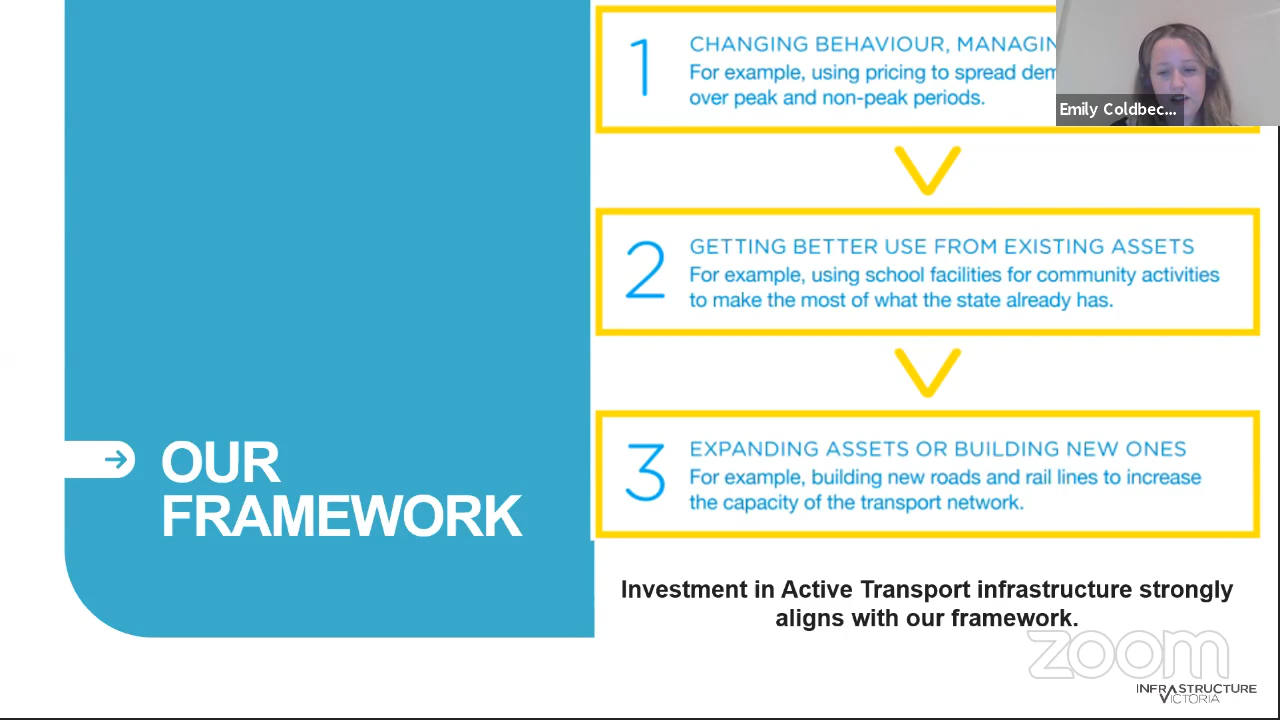 1
CHANGING BEHAVIOUR,
For example, using pricing to spread
over peak and non-peak periods.
Emily Coldbec...
2
GETTING BETTER USE FROM EXISTING ASSETS
For example, using school facilities for community activities
to make the most of what the state already has.
3
EXPANDING ASSETS OR BUILDING NEW ONES
For example, building new roads and rail lines to increase
the capacity of the transport network.
OUR
FRAMEWORK
Investment in Active Transport infrastructure strongly
aligns with our framework.
zoom
INFRASTRUCTURE
VICTORIA